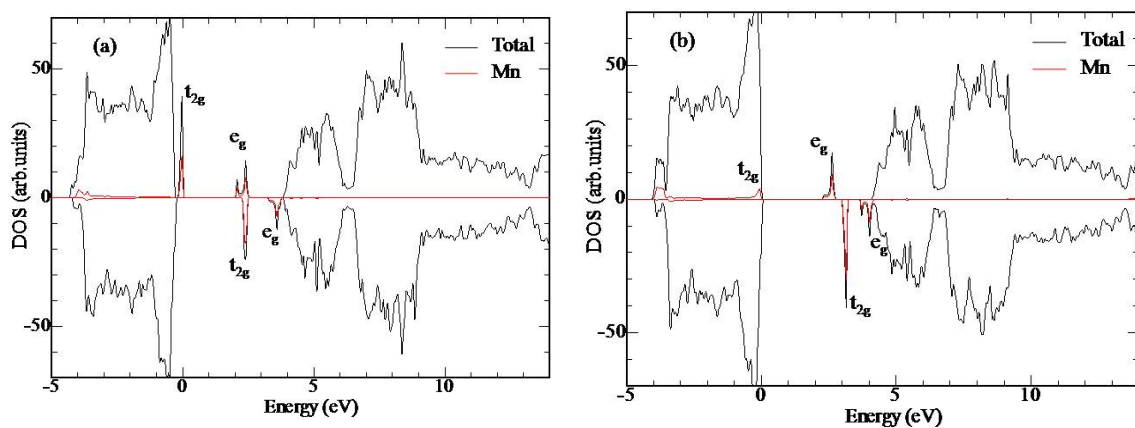 (a)
Total
Mn
t2g
eg
eg
t2g
50
0
-50
DOS (arb.units)
-5
0
5
10
Energy (eV)
(b)
Total
Mn
t2g
eg
eg
t2g
50
0
-50
DOS (arb.units)
-5
0
5
10
Energy (eV)